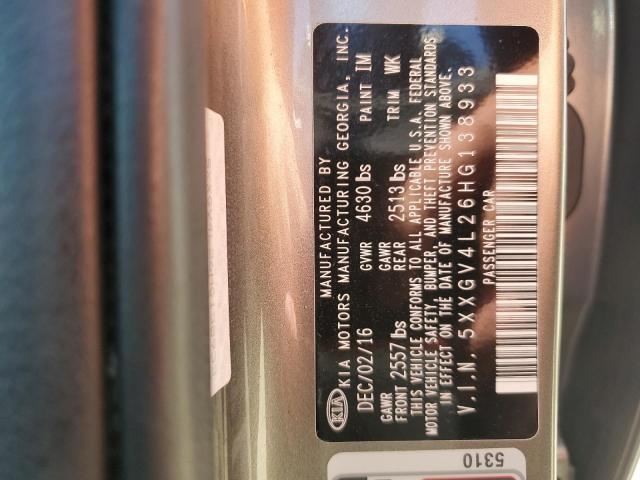 MANUFACTURED BY
KIA KIA MOTORS MANUFACTURING GEORGIA, INC.
DEC/02/16 GVWR 4630 lbs PAINT IM
GAWR FRONT 2557 lbs GAWR REAR 2513 lbs TRIM WK
THIS VEHICLE CONFORMS TO ALL APPLICABLE U.S.A. FEDERAL
MOTOR VEHICLE SAFETY, BUMPER, AND THEFT PREVENTION STANDARDS
IN EFFECT ON THE DATE OF MANUFACTURE SHOWN ABOVE.
V.I.N. 5XXGV4L26HG138933
PASSENGER CAR
5310